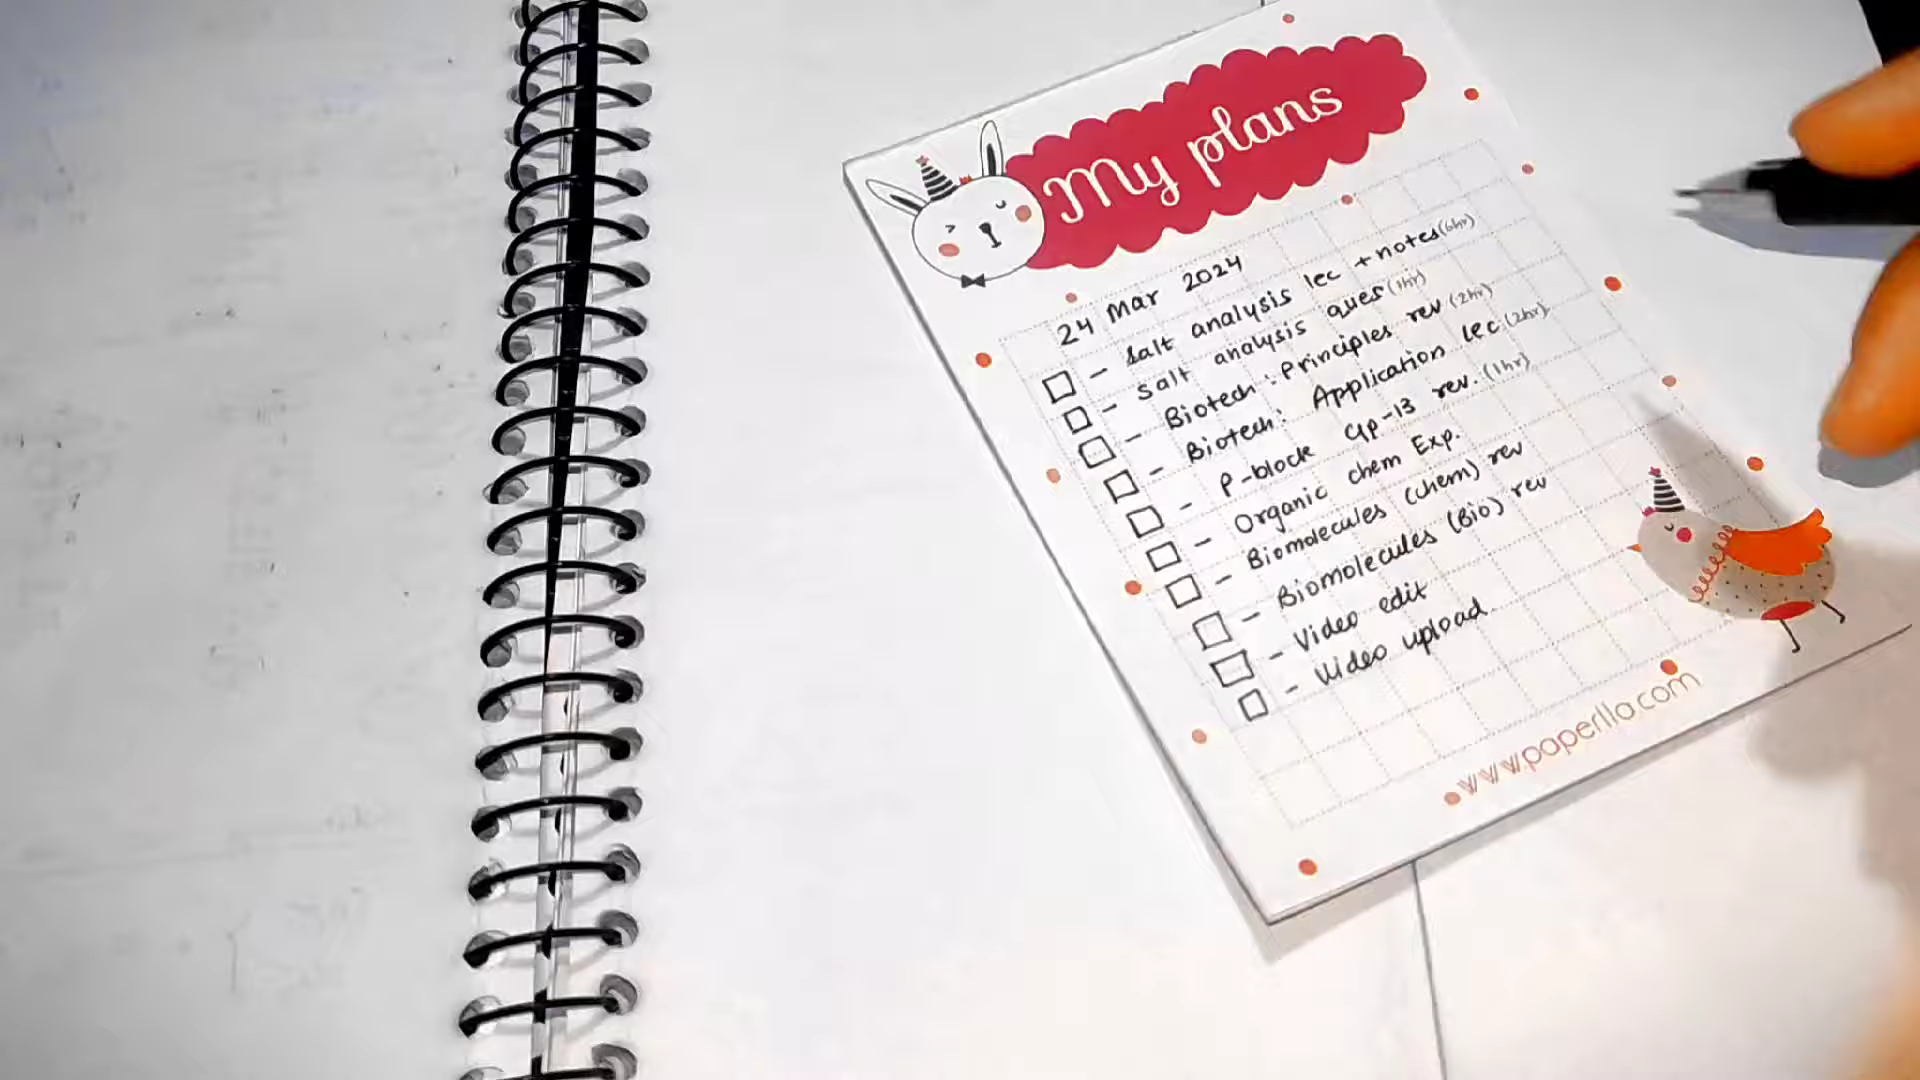 My plans
24 Mar 2024
- Salt analysis lec + notes (6hr)
- Salt analysis ques (1hr)
- Biotech : Principles rev (2hr)
- Biotech : Application lec (2hr)
- P-block GP-13 rev. (1hr)
- Organic chem Exp.
- Biomolecules (chem) rev
- Biomolecules (Bio) rev
- Video edit
- Video upload
www.paperlla.com